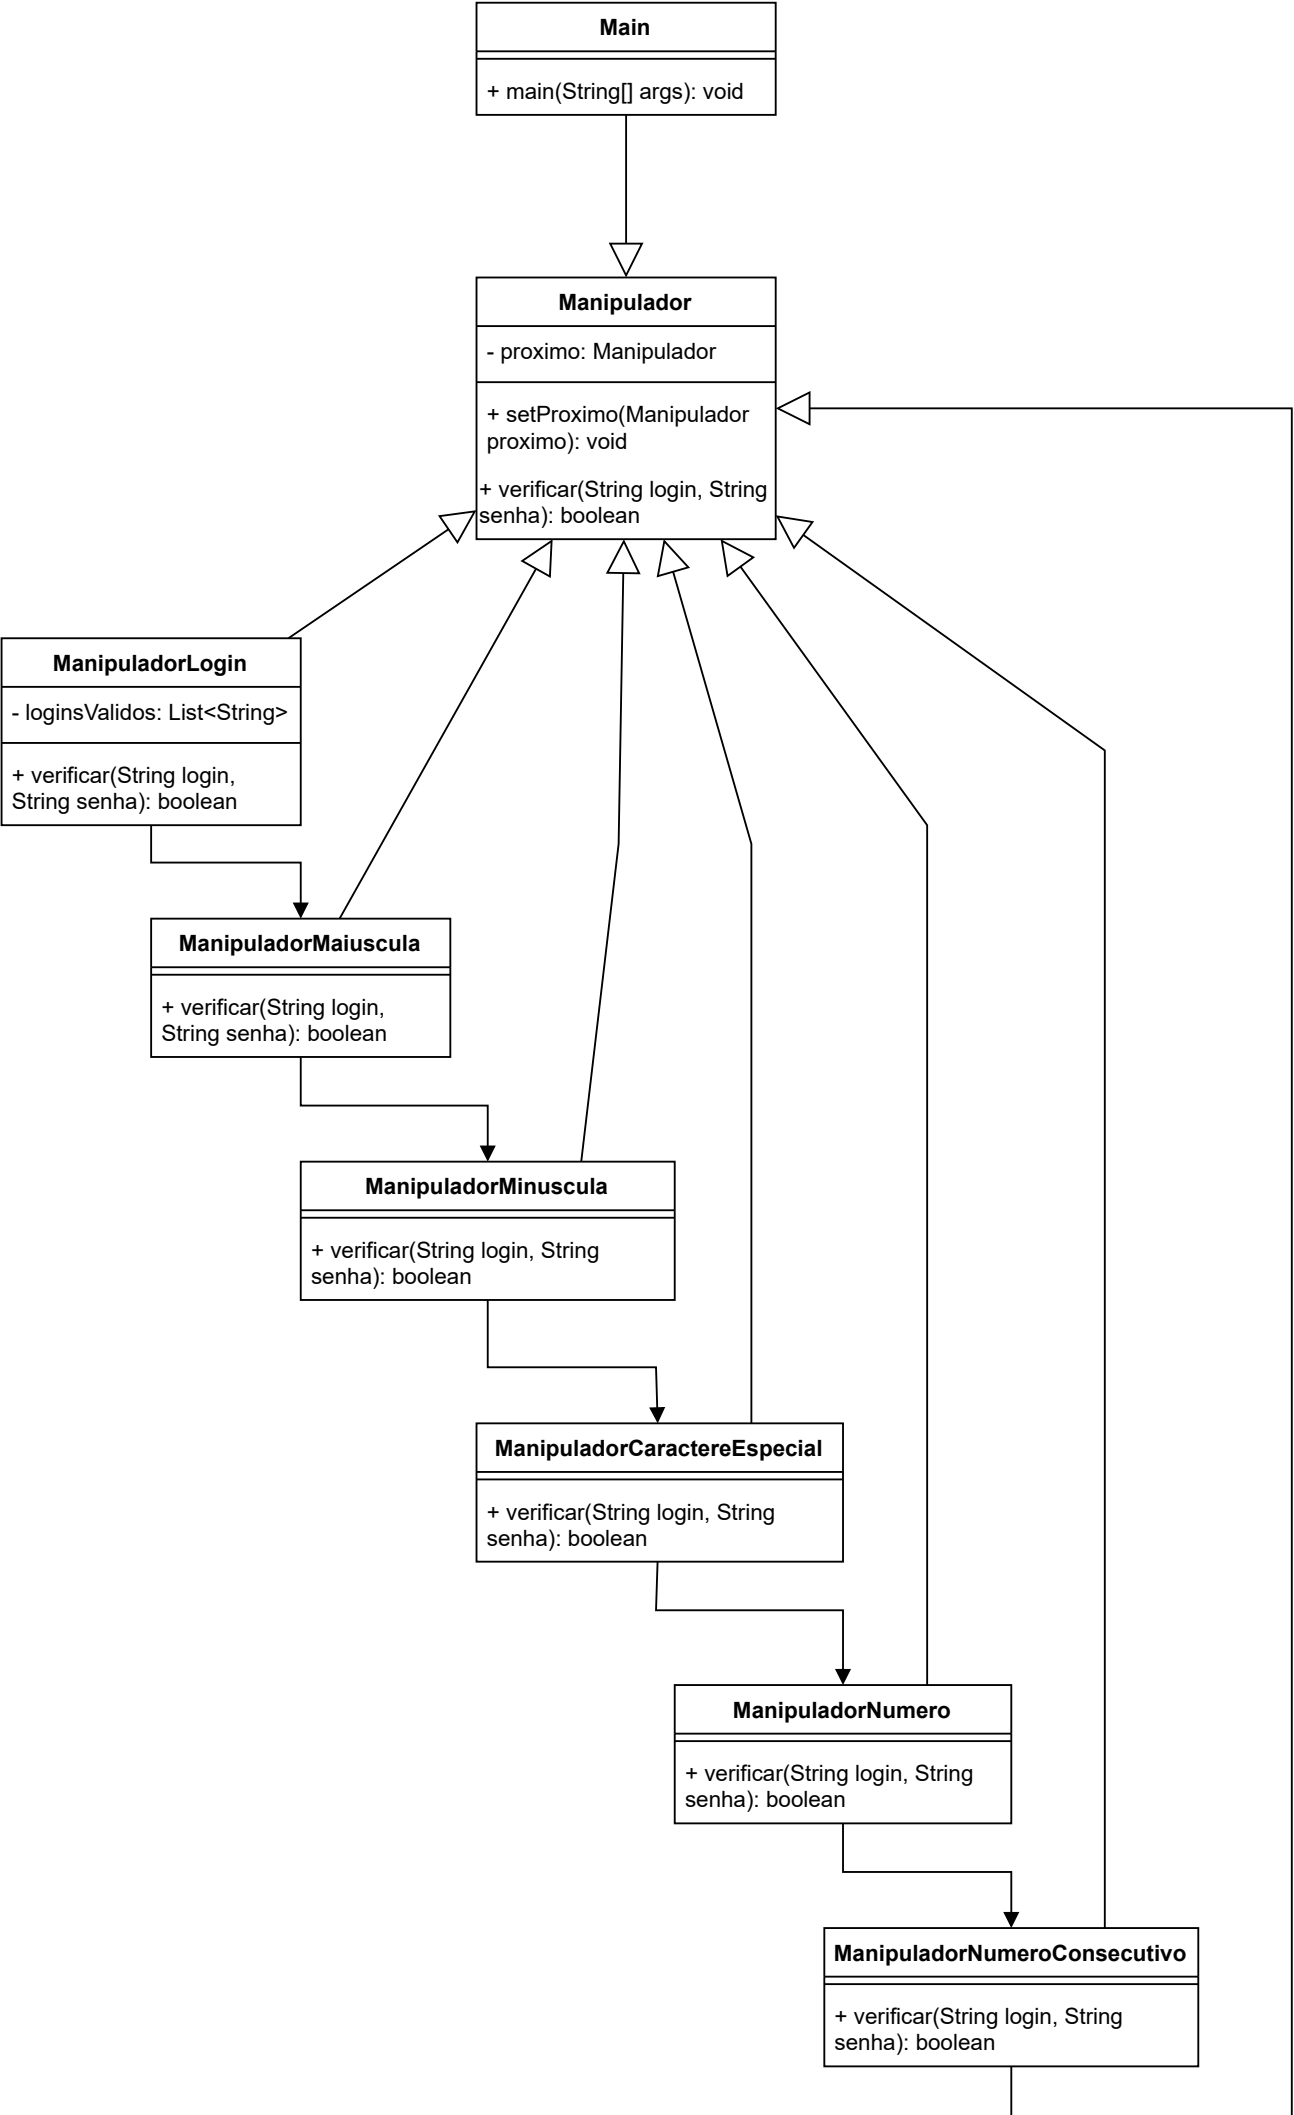 Main
+ main(String[] args): void
Manipulador
- proximo: Manipulador
+ setProximo(Manipulador
proximo): void
+ verificar(String login, String
senha): boolean
ManipuladorLogin
- loginsValidos: List<String>
+ verificar(String login,
String senha): boolean
ManipuladorMaiuscula
+ verificar(String login,
String senha): boolean
ManipuladorMinuscula
+ verificar(String login, String
senha): boolean
ManipuladorCaractereEspecial
+ verificar(String login, String
senha): boolean
ManipuladorNumero
+ verificar(String login, String
senha): boolean
ManipuladorNumeroConsecutivo
+ verificar(String login, String
senha): boolean